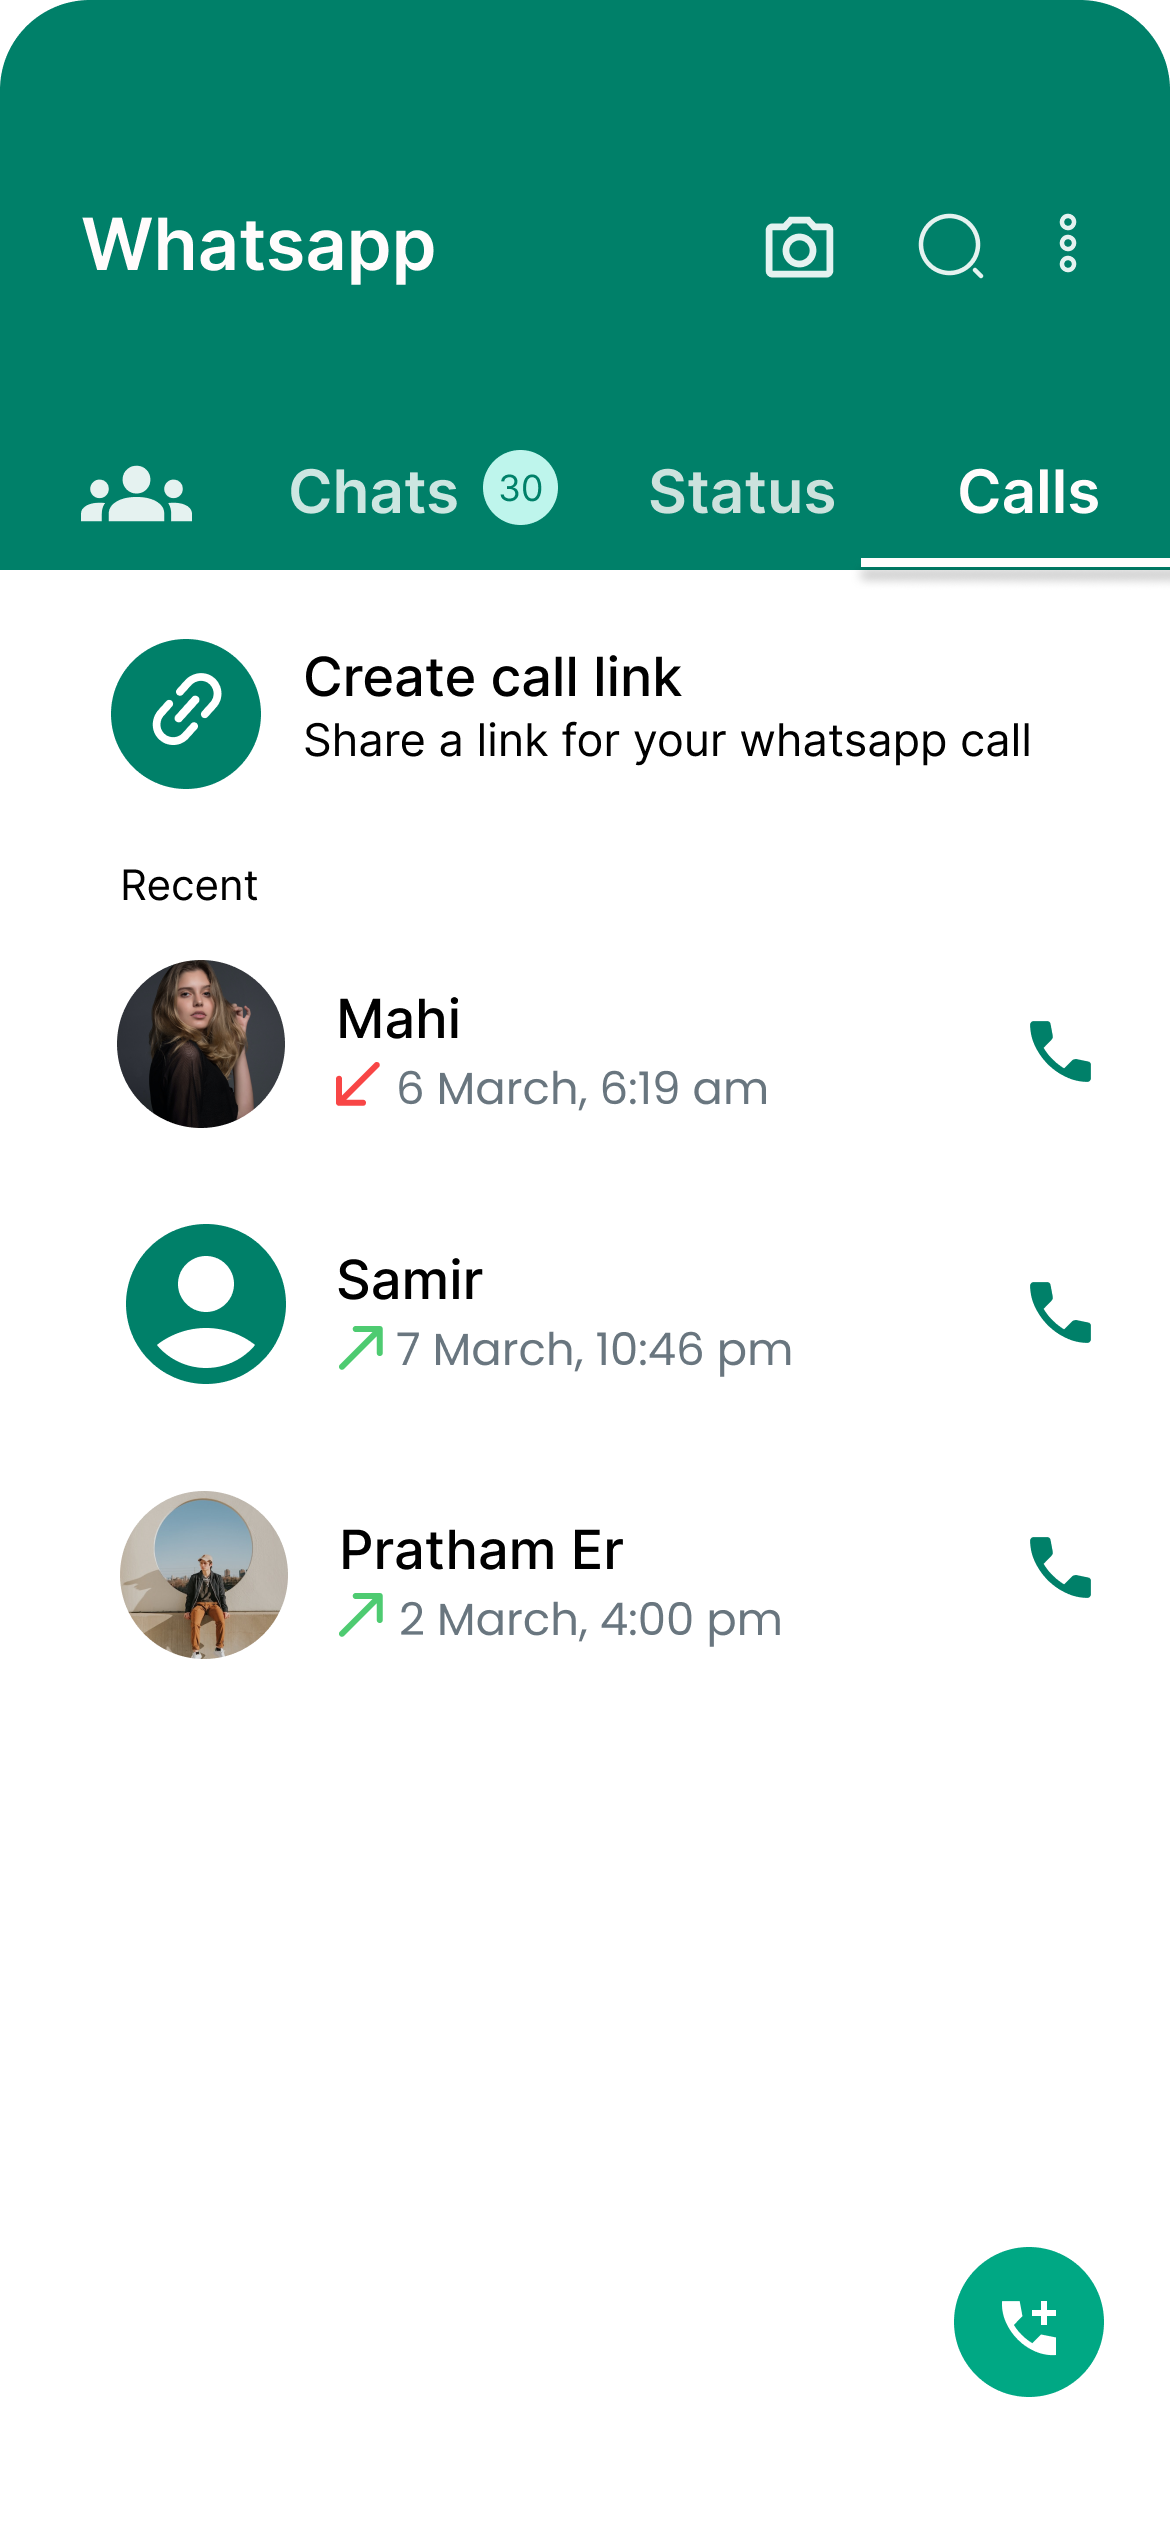 Whatsapp
Chats 30 Status Calls
Create call link
Share a link for your whatsapp call
Recent
Mahi
6 March, 6:19 am
Samir
7 March, 10:46 pm
Pratham Er
2 March, 4:00 pm